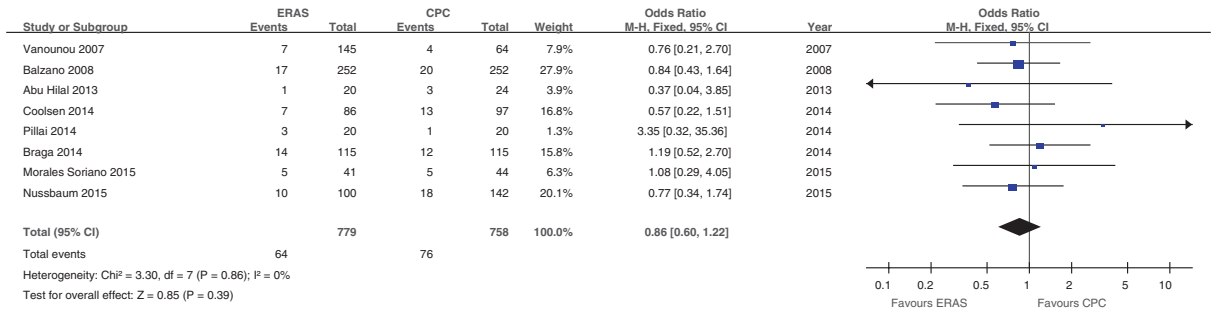 ERAS CPC Odds Ratio Odds Ratio
Study or Subgroup Events Total Events Total Weight M-H, Fixed, 95% CI Year M-H, Fixed, 95% CI
Vanounou 2007 7 145 4 64 7.9% 0.76 [0.21, 2.70] 2007
Balzano 2008 17 252 20 252 27.9% 0.84 [0.43, 1.64] 2008
Abu Hilal 2013 1 20 3 24 3.9% 0.37 [0.04, 3.85] 2013
Coolsen 2014 7 86 13 97 16.8% 0.57 [0.22, 1.51] 2014
Pillai 2014 3 20 1 20 1.3% 3.35 [0.32, 35.36] 2014
Braga 2014 14 115 12 115 15.8% 1.19 [0.52, 2.70] 2014
Morales Soriano 2015 5 41 5 44 6.3% 1.08 [0.29, 4.05] 2015
Nussbaum 2015 10 100 18 142 20.1% 0.77 [0.34, 1.74] 2015
Total (95% CI) 779 758 100.0% 0.86 [0.60, 1.22]
Total events 64 76
Heterogeneity: Chi² = 3.30, df = 7 (P = 0.86); I² = 0%
Test for overall effect: Z = 0.85 (P = 0.39)
0.1 0.2 0.5 1 2 5 10
Favours ERAS Favours CPC